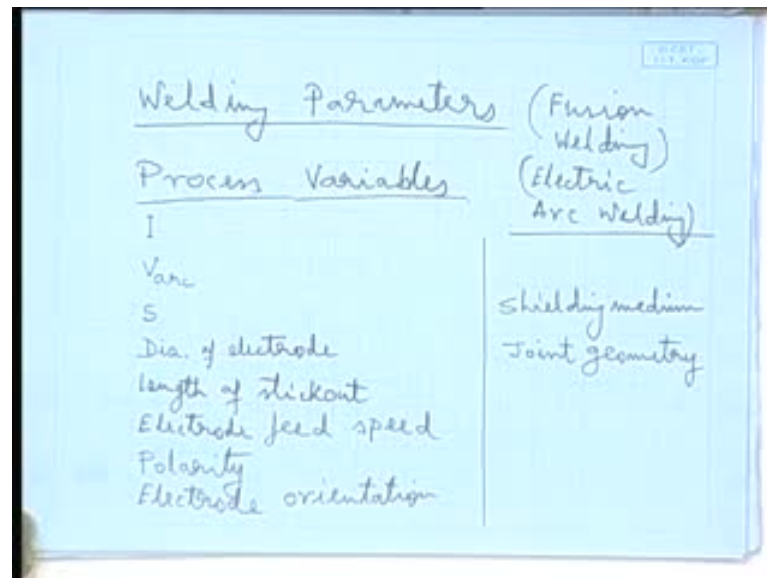 Welding Parameters (Fusion
Welding)
Process Variables (Electric
Arc Welding)
I
Varc
S
Dia. of electrode
length of stickout
Electrode feed speed
Polarity
Electrode orientation
Shielding medium
Joint geometry